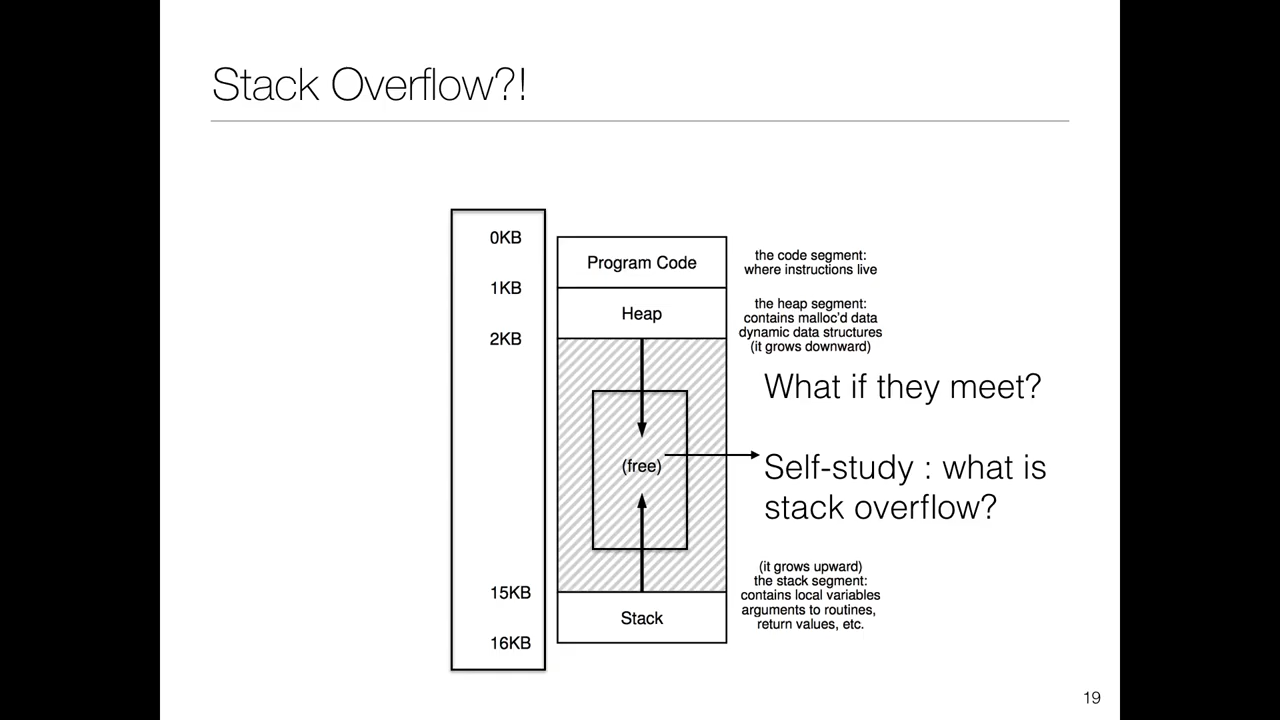 Stack Overflow?!
0KB
Program Code
the code segment:
where instructions live
1KB
Heap
the heap segment:
contains malloc'd data
dynamic data structures
(it grows downward)
2KB
What if they meet?
(free)
Self-study : what is
stack overflow?
(it grows upward)
the stack segment:
contains local variables
arguments to routines,
return values, etc.
15KB
Stack
16KB
19